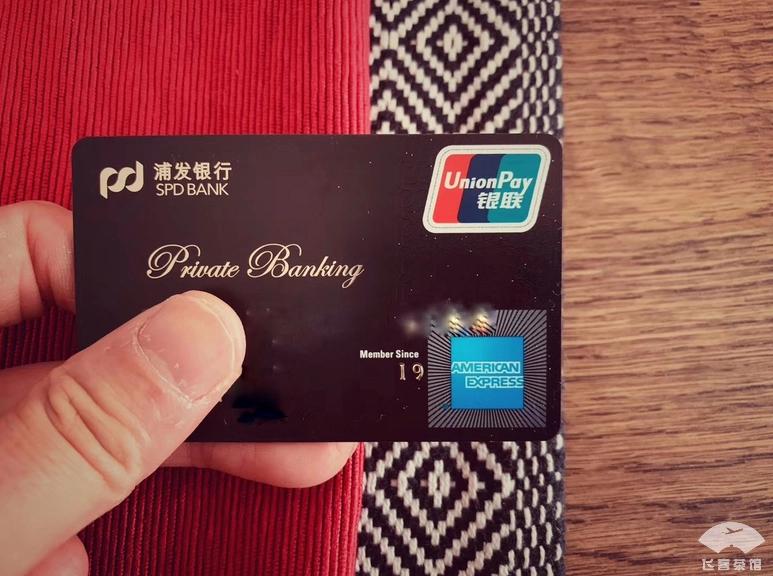 浦发银行
SPD BANK
UnionPay
银联
Private Banking
Member Since
19
AMERICAN
EXPRESS
飞客茶馆